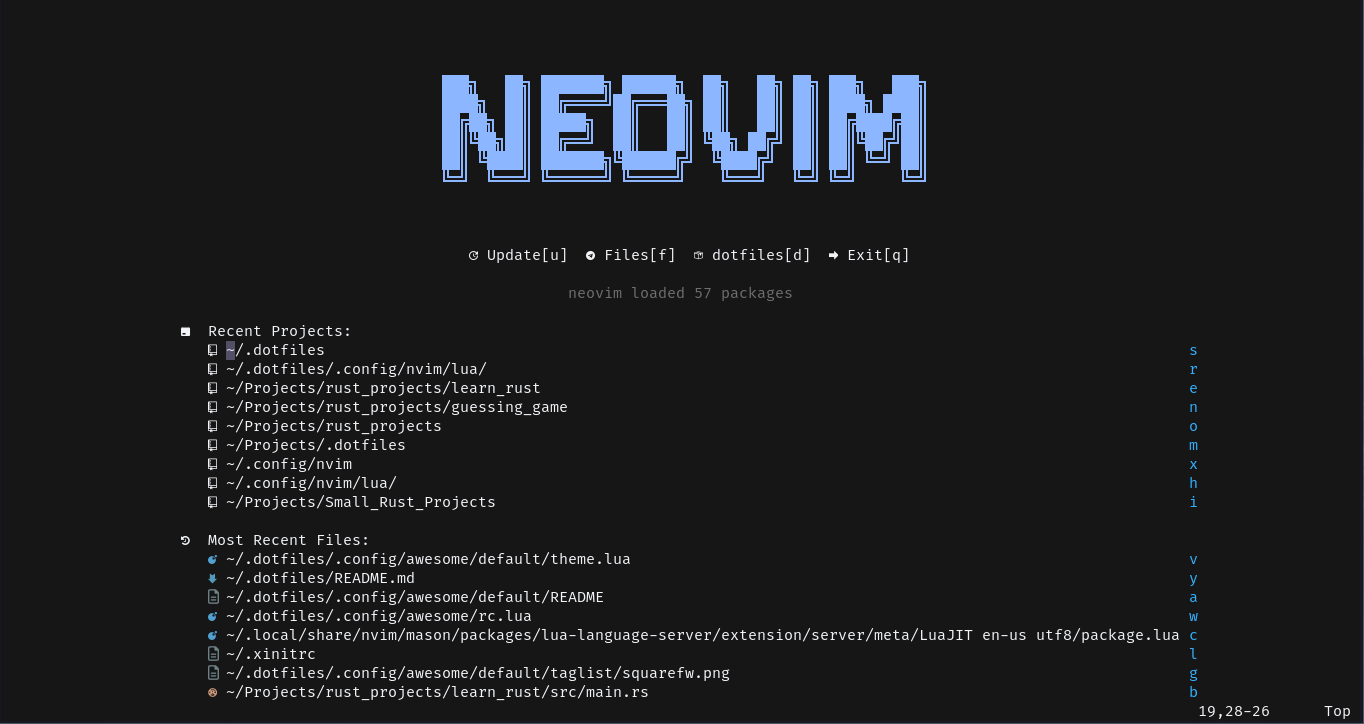 NEOVIM
Update[u] Files[f] dotfiles[d] Exit[q]
neovim loaded 57 packages
Recent Projects:
~/.dotfiles s
~/.dotfiles/.config/nvim/lua/ r
~/Projects/rust_projects/learn_rust e
~/Projects/rust_projects/guessing_game n
~/Projects/rust_projects o
~/Projects/.dotfiles m
~/.config/nvim x
~/.config/nvim/lua/ h
~/Projects/Small_Rust_Projects i
Most Recent Files:
~/.dotfiles/.config/awesome/default/theme.lua v
~/.dotfiles/README.md y
~/.dotfiles/.config/awesome/default/README a
~/.dotfiles/.config/awesome/rc.lua w
~/.local/share/nvim/mason/packages/lua-language-server/extension/server/meta/LuaJIT en-us utf8/package.lua c
~/.xinitrc l
~/.dotfiles/.config/awesome/default/taglist/squarefw.png g
~/Projects/rust_projects/learn_rust/src/main.rs b
19,28-26 Top